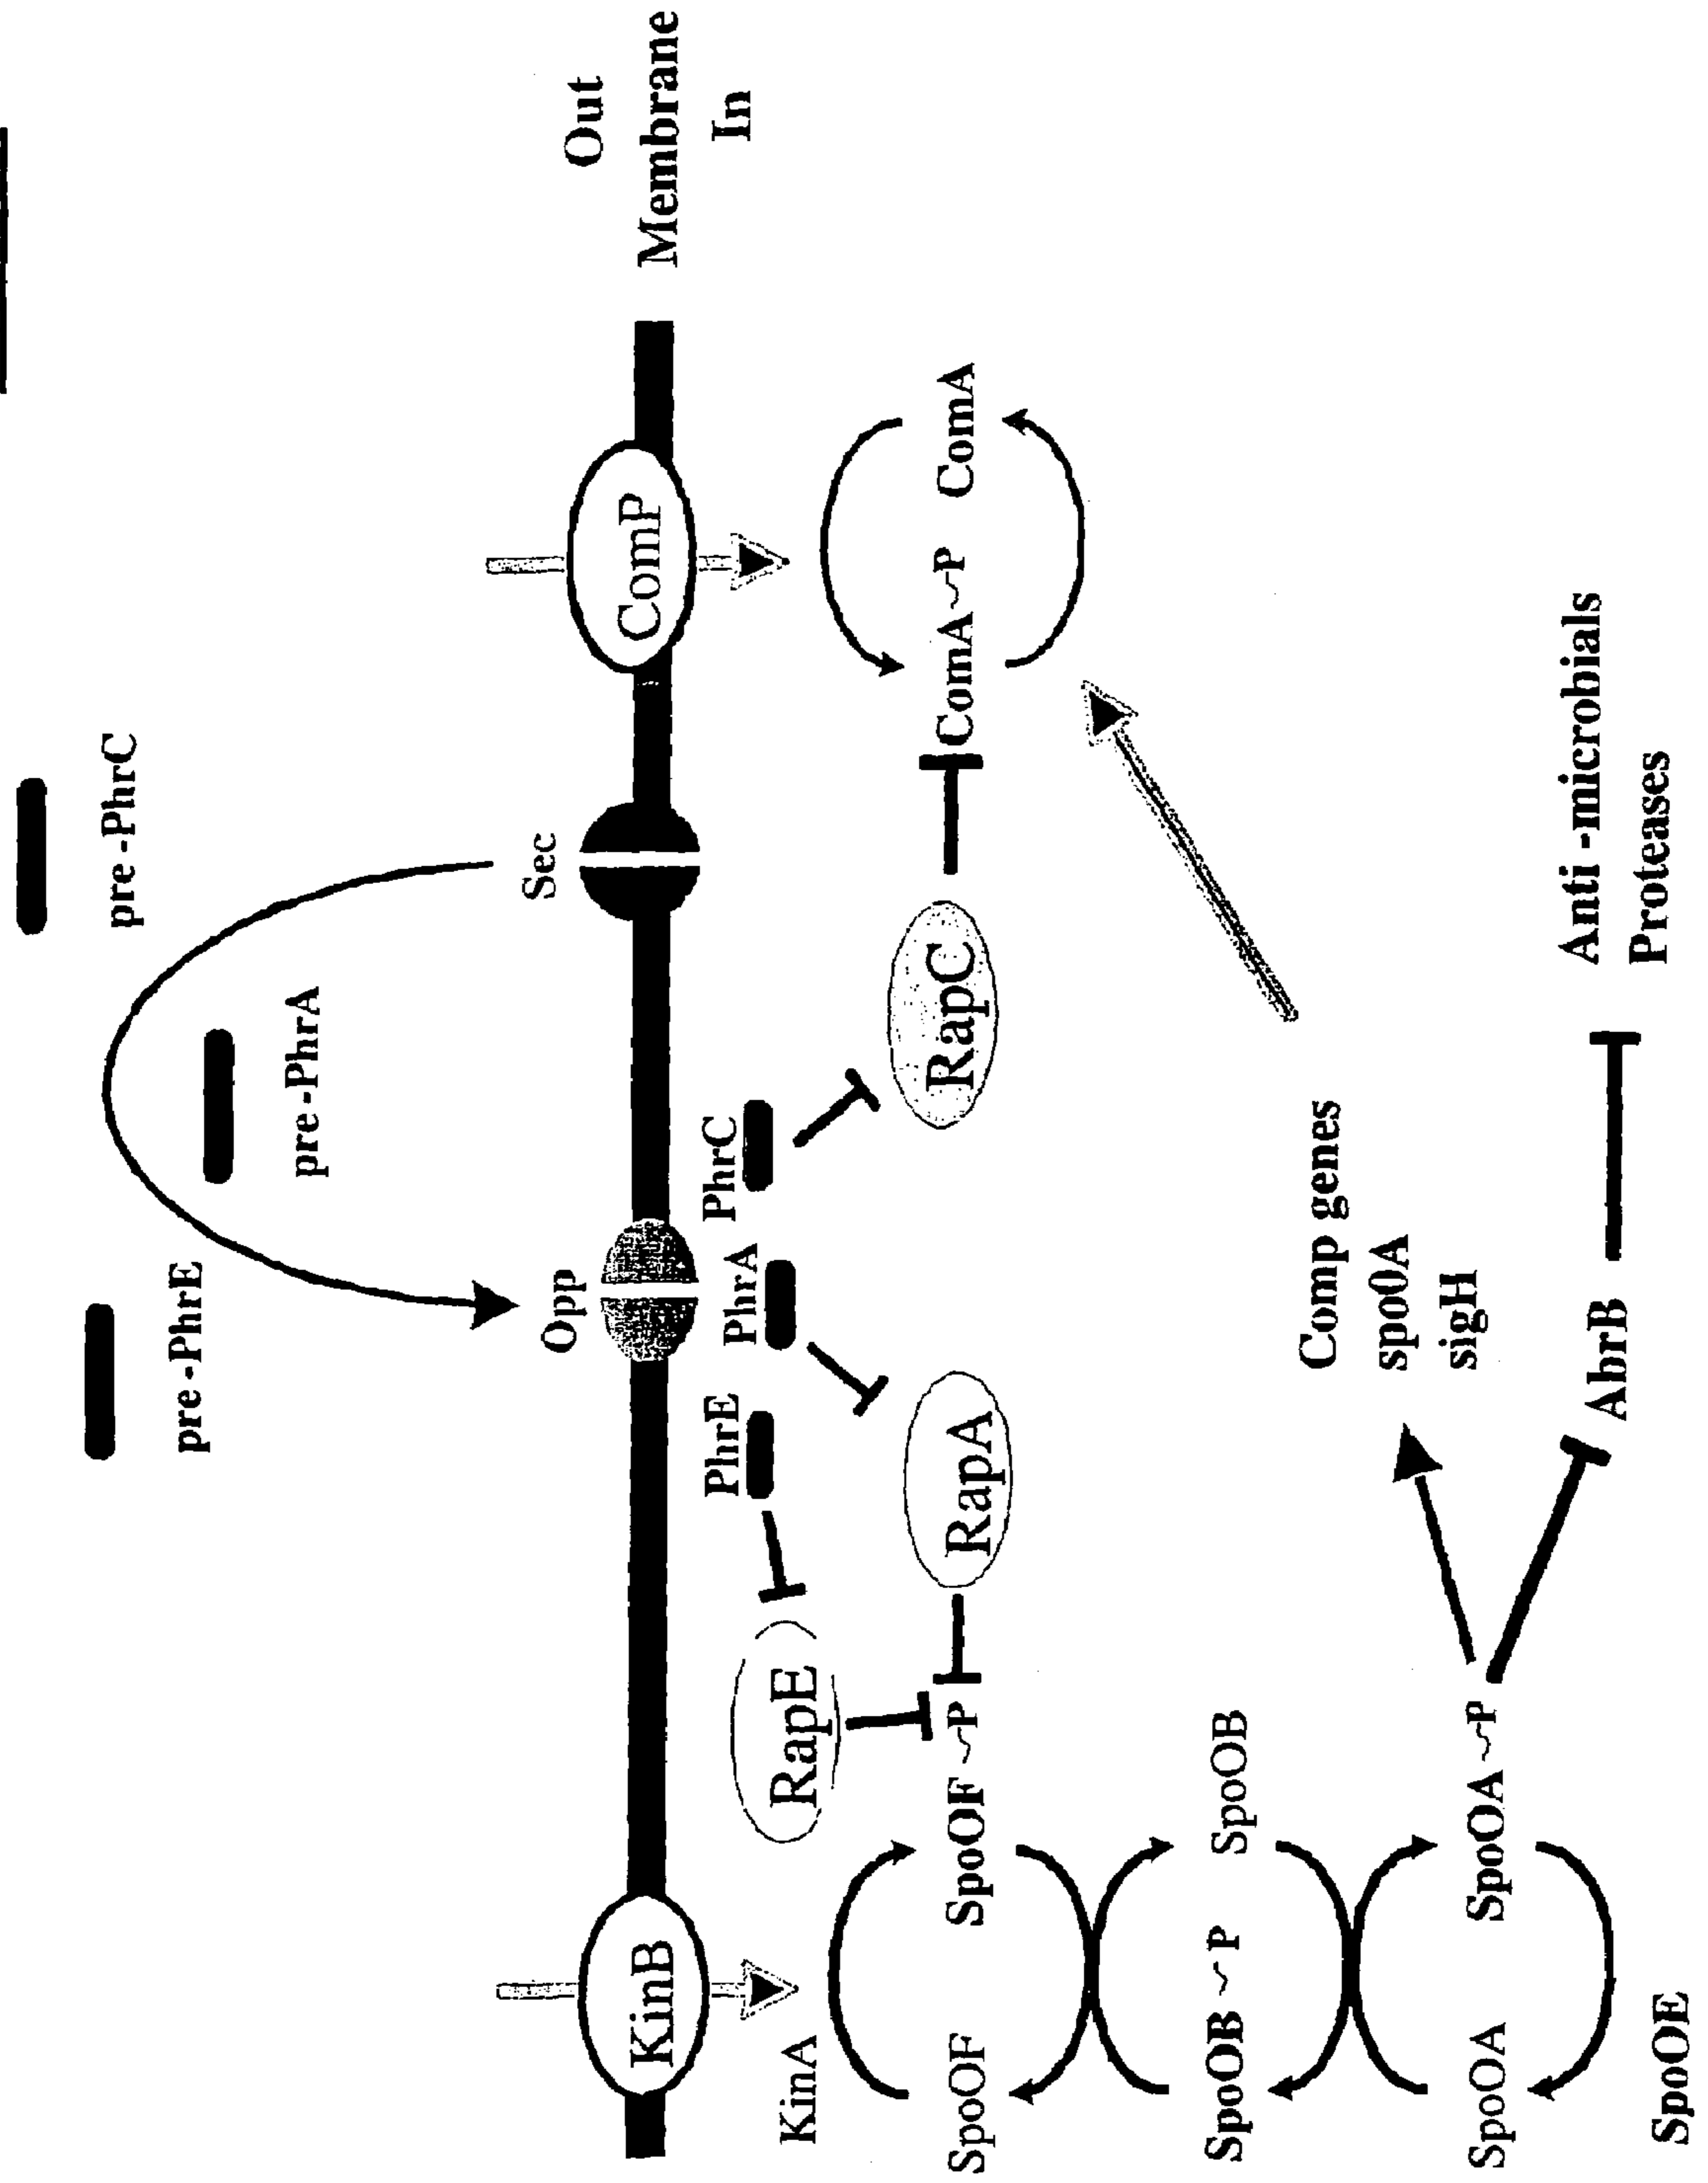 pre-PhrC
pre-PhrA
pre-PhrE
Out
Membrane
In
Sec
Opp
KinB
ComP
PhrE
PhrA
PhrC
KinA
RapE
RapA
RapC
SpoOF
SpoOF ~P
ComA~P
ComA
SpoOB ~ P
SpoOB
Comp genes
spo0A
sigH
SpoOA
SpoOA ~P
AbrB
Anti-microbials
Proteases
SpoOE